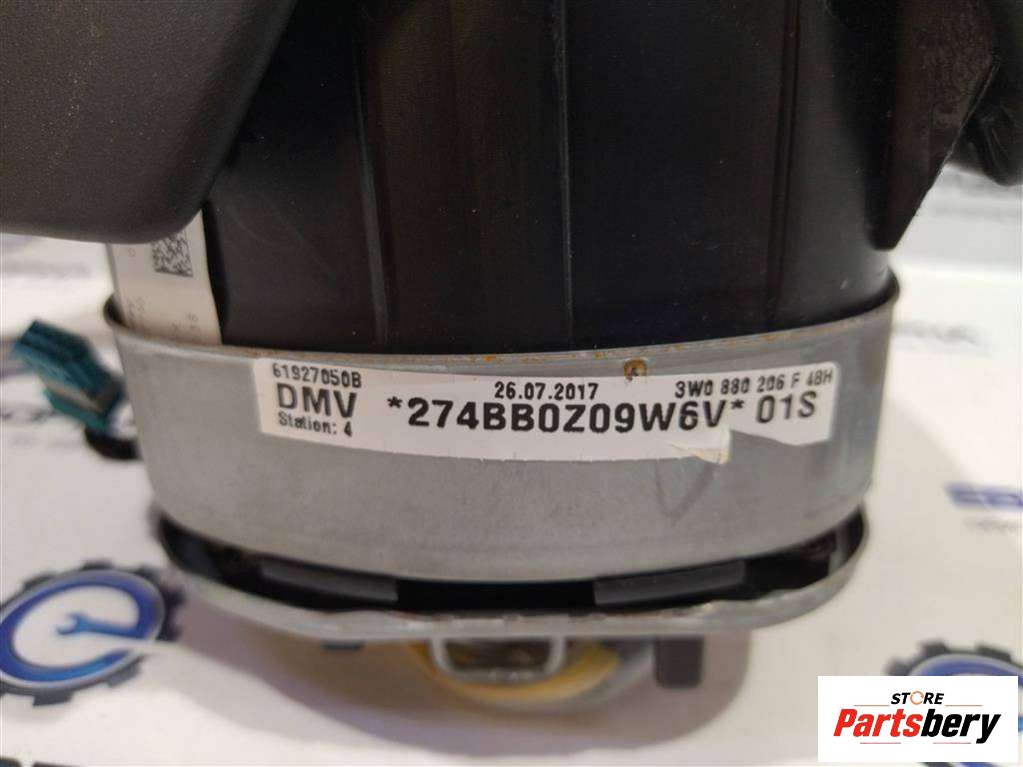 61927050B
DMV
Station: 4
26.07.2017
3W0 880 206 F 48H
*274BB0Z09W6V* 01S
STORE
Partsbery